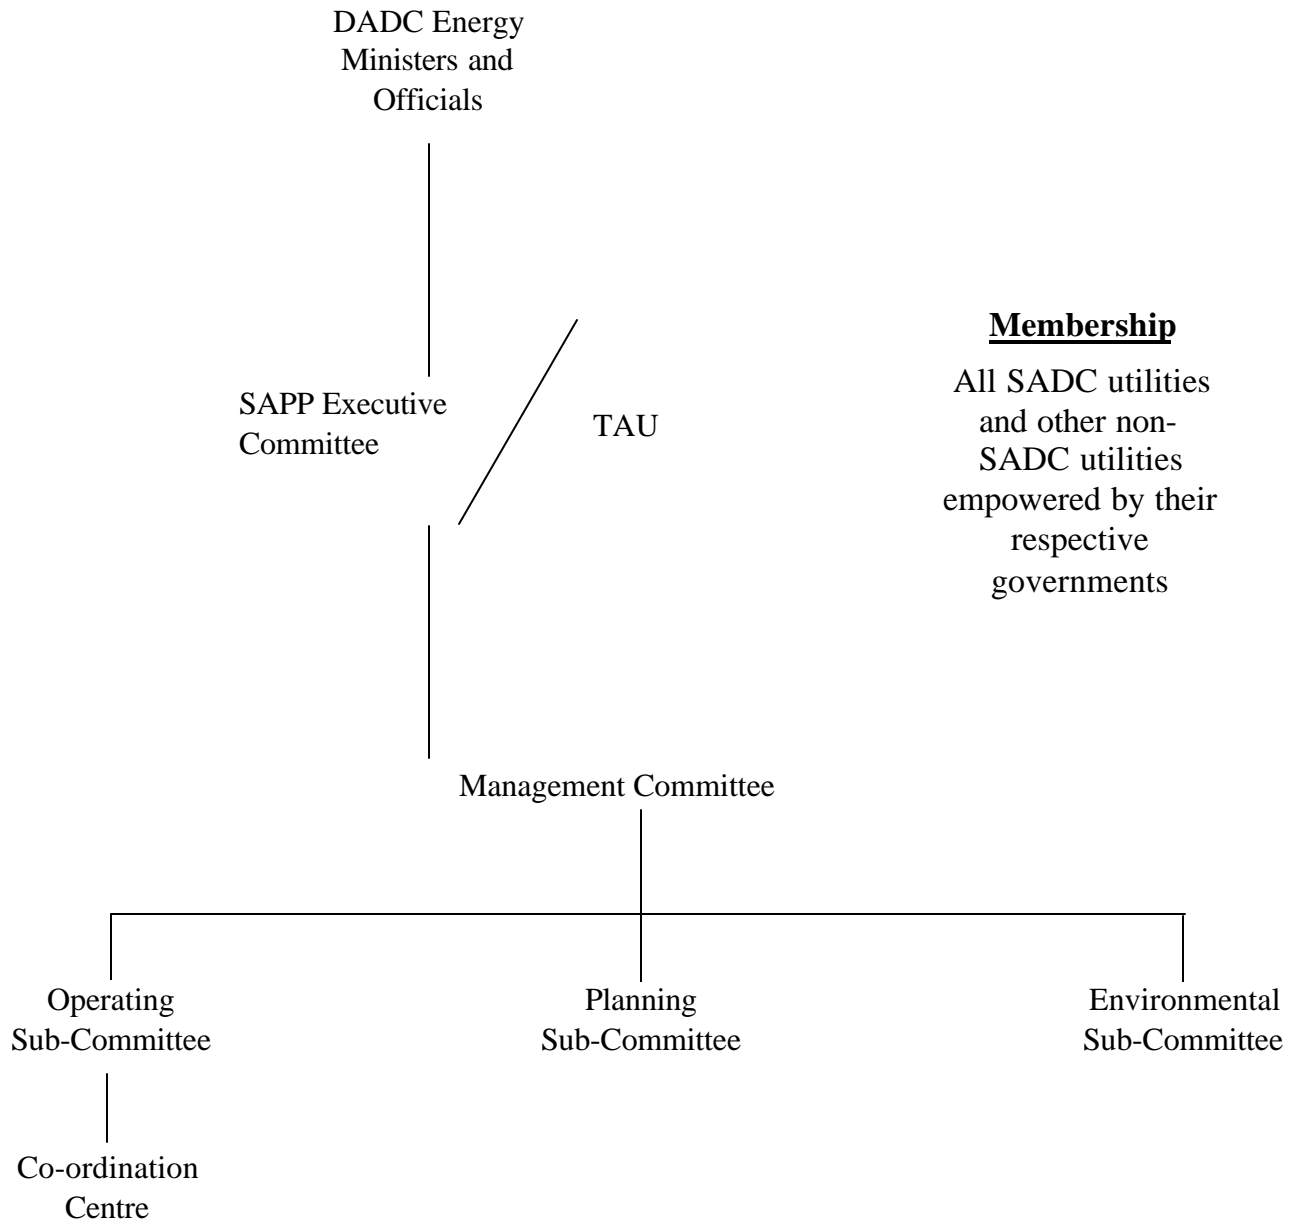 DADC Energy
Ministers and
Officials
SAPP Executive
Committee
TAU
Membership
All SADC utilities
and other non-
SADC utilities
empowered by their
respective
governments
Management Committee
Operating
Sub-Committee
Planning
Sub-Committee
Environmental
Sub-Committee
Co-ordination
Centre